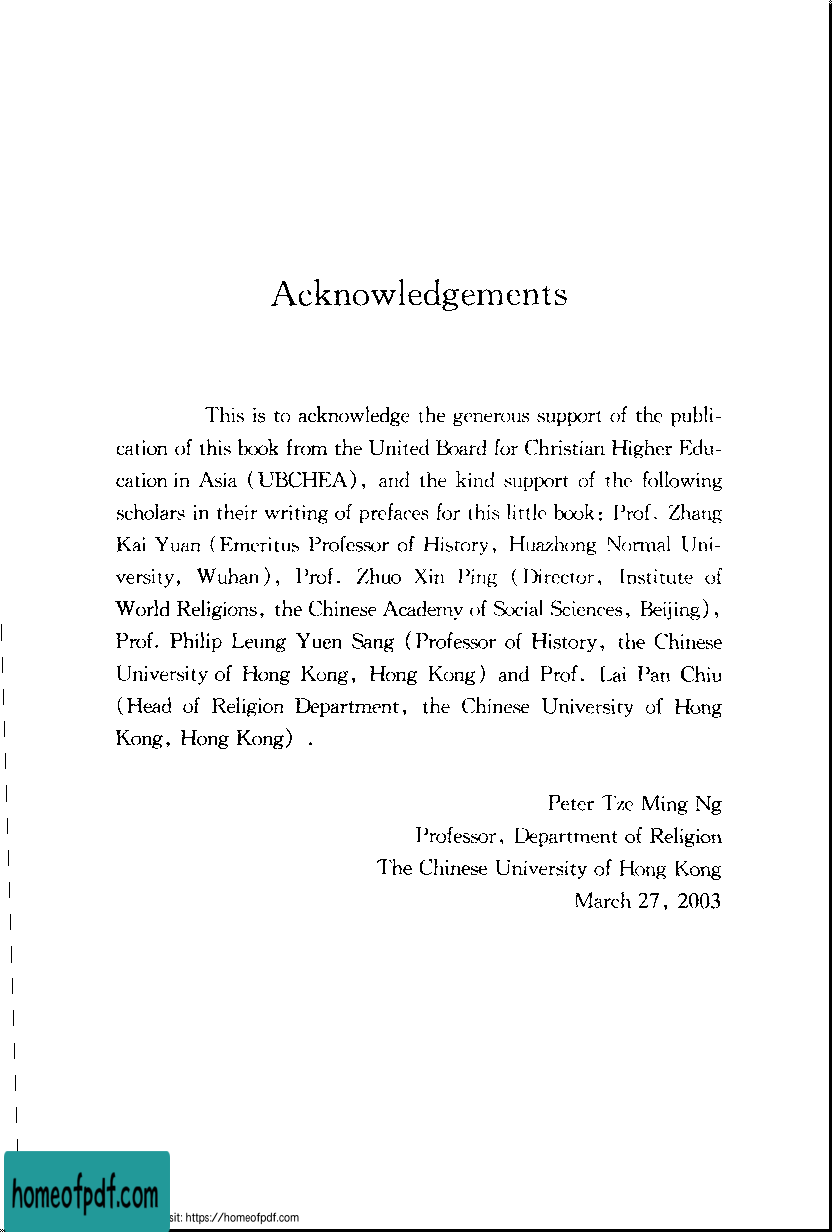 Acknowledgements
This is to acknowledge the generous support of the publi-
cation of this book from the United Board for Christian Higher Edu-
cation in Asia (UBCHEA), and the kind support of the following
scholars in their writing of prefaces for this little book: Prof. Zhang
Kai Yuan (Emeritus Professor of History, Huazhong Normal Uni-
versity, Wuhan), Prof. Zhuo Xin Ping (Director, Institute of
World Religions, the Chinese Academy of Social Sciences, Beijing),
Prof. Philip Leung Yuen Sang (Professor of History, the Chinese
University of Hong Kong, Hong Kong) and Prof. Lai Pan Chiu
(Head of Religion Department, the Chinese University of Hong
Kong, Hong Kong) .
Peter Tze Ming Ng
Professor, Department of Religion
The Chinese University of Hong Kong
March 27, 2003
homeofpdf.com
sit: https://homeofpdf.com